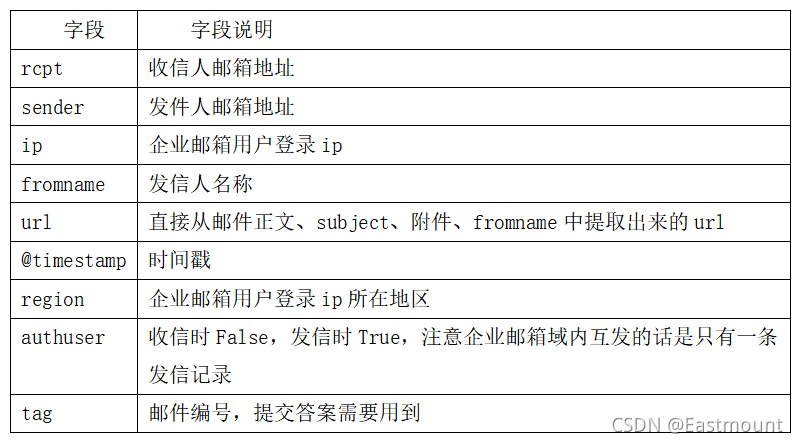 字段 字段说明
rcpt 收信人邮箱地址
sender 发件人邮箱地址
ip 企业邮箱用户登录 ip
fromname 发信人名称
url 直接从邮件正文、subject、附件、fromname 中提取出来的 url
@timestamp 时间戳
region 企业邮箱用户登录 ip 所在地区
authuser 收信时 False，发信时 True，注意企业邮箱域内互发的话是只有一条
发信记录
tag 邮件编号，提交答案需要用到
CSDN @Eastmount